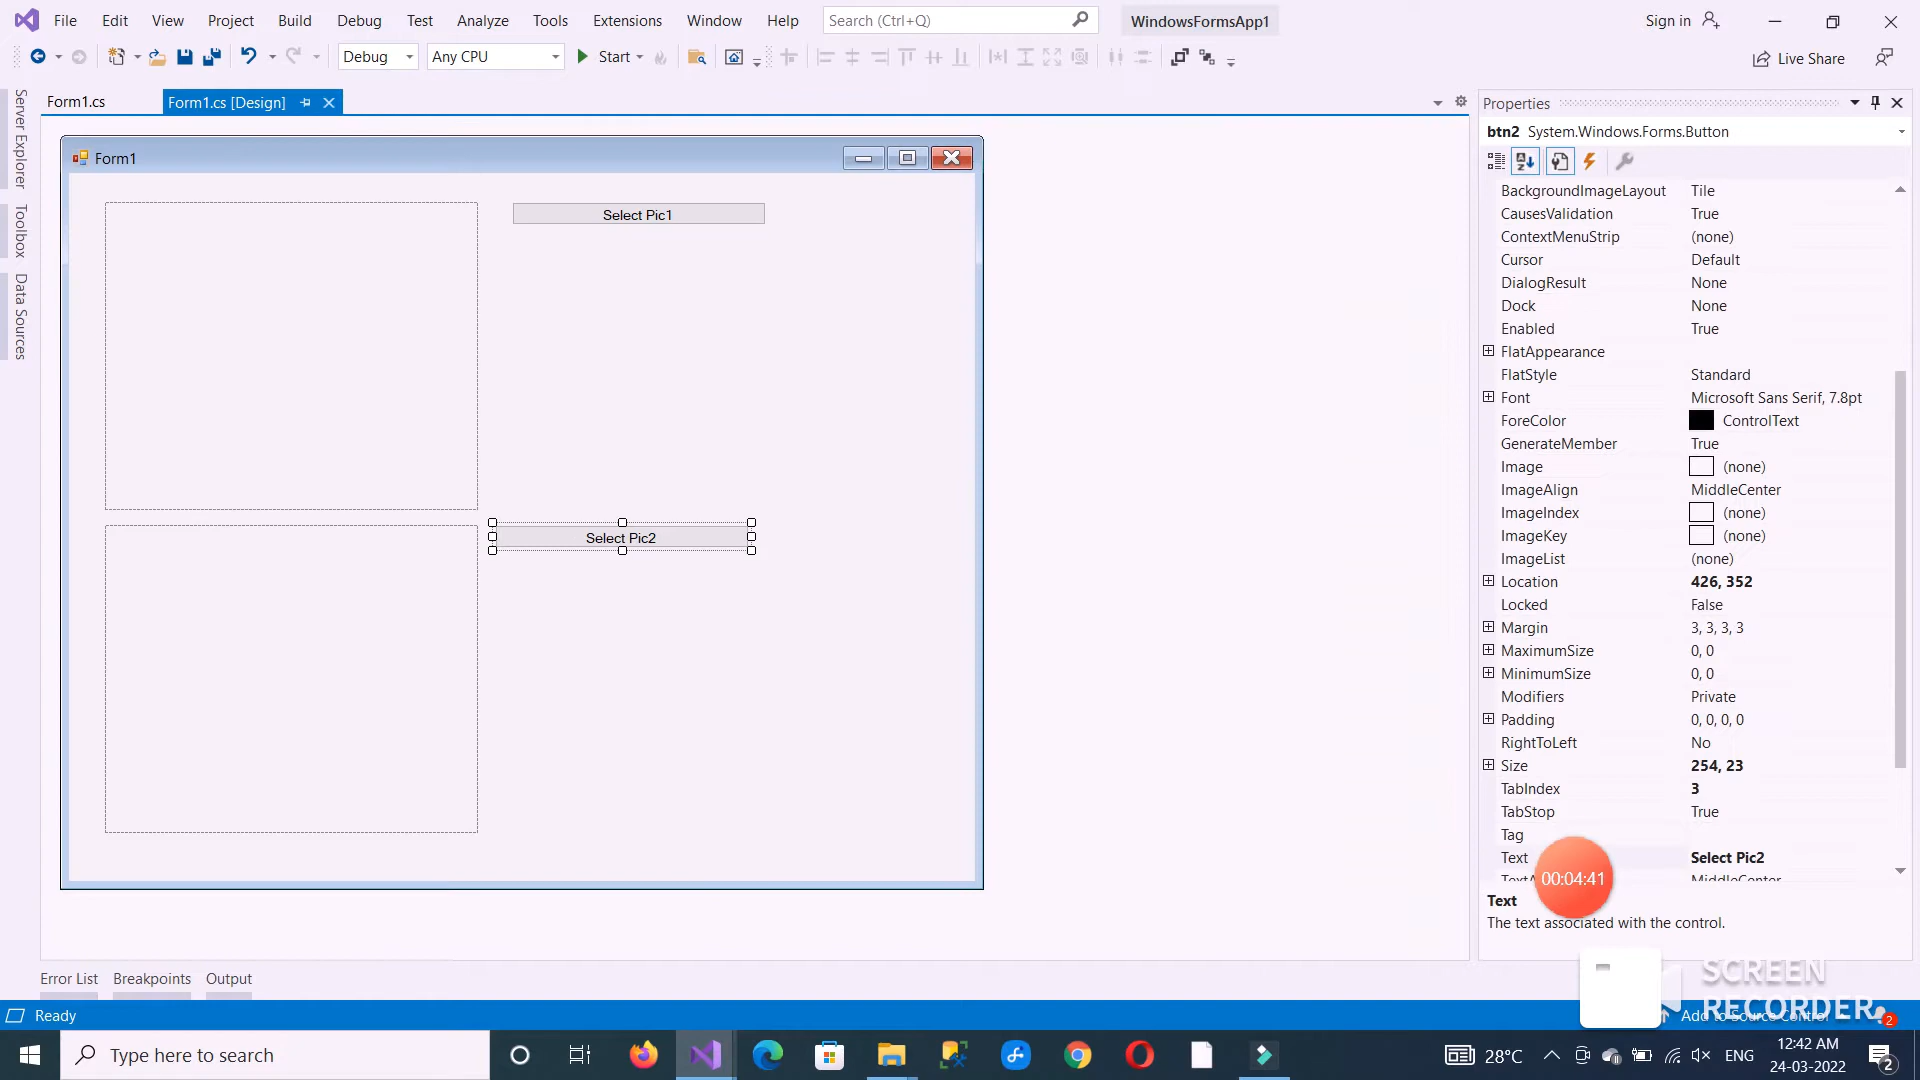 File Edit View Project Build Debug Test Analyze Tools Extensions Window Help Search (Ctrl+Q) WindowsFormsApp1 Sign in
Debug Any CPU Start Live Share
Server Explorer
Toolbox
Data Sources
Form1.cs Form1.cs [Design]
Form1
Select Pic1
Select Pic2
Properties
btn2 System.Windows.Forms.Button
BackgroundImageLayout Tile
CausesValidation True
ContextMenuStrip (none)
Cursor Default
DialogResult None
Dock None
Enabled True
FlatAppearance
FlatStyle Standard
Font Microsoft Sans Serif, 7.8pt
ForeColor ControlText
GenerateMember True
Image (none)
ImageAlign MiddleCenter
ImageIndex (none)
ImageKey (none)
ImageList (none)
Location 426, 352
Locked False
Margin 3, 3, 3, 3
MaximumSize 0, 0
MinimumSize 0, 0
Modifiers Private
Padding 0, 0, 0, 0
RightToLeft No
Size 254, 23
TabIndex 3
TabStop True
Tag
Text Select Pic2
MiddleCenter
00:04:41
Text
The text associated with the control.
SCREEN
RECORDER
Error List Breakpoints Output
Ready Add to Source Control 2
Type here to search 28°C ENG 12:42 AM
24-03-2022 2